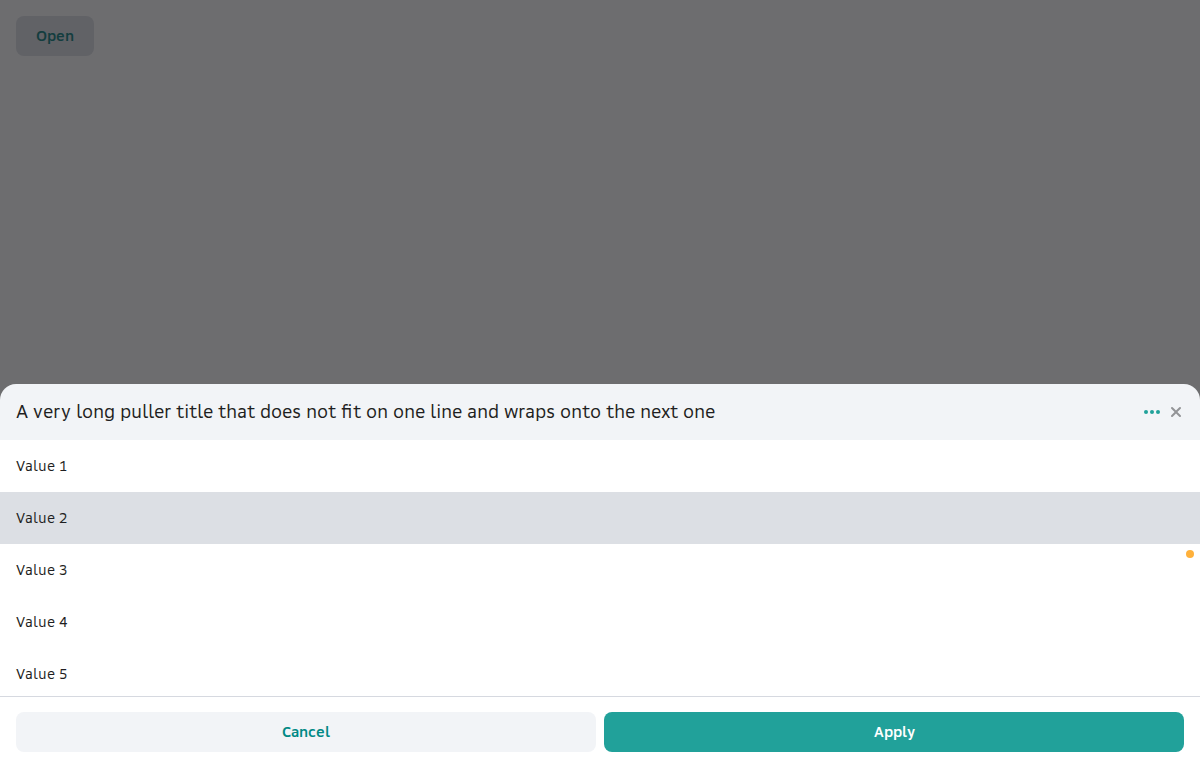 Open
A very long puller title that does not fit on one line and wraps onto the next one
Value 1
Value 2
Value 3
Value 4
Value 5
Cancel
Apply